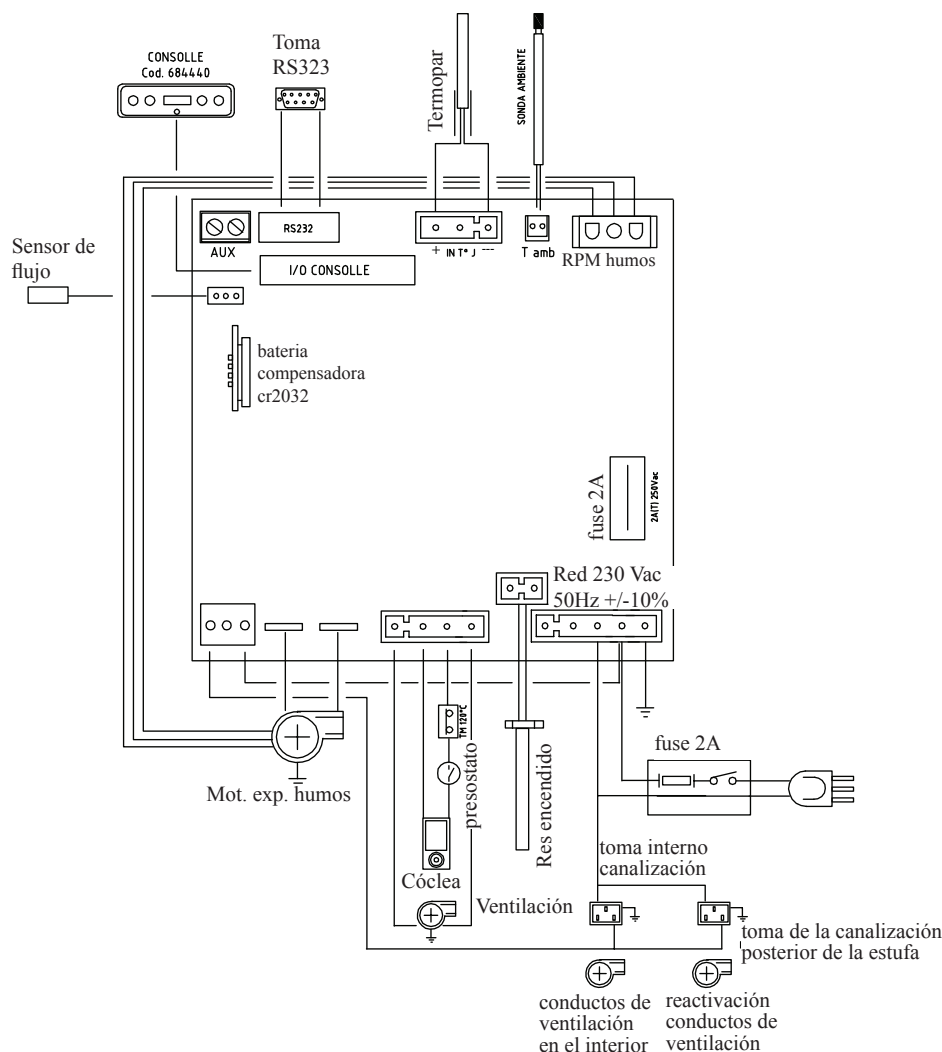 CONSOLLE
Cod. 684440
Toma
RS323
Termopar
SONDA AMBIENTE
AUX
RS232
+ IN T° J ---
T amb
RPM humos
I/O CONSOLLE
Sensor de
flujo
bateria
compensadora
cr2032
fuse 2A
2A(T) 250Vac
Red 230 Vac
50Hz +/-10%
TM 120°C
presostato
Res encendido
fuse 2A
Mot. exp. humos
Cóclea
Ventilación
toma interno
canalización
toma de la canalización
posterior de la estufa
conductos de
ventilación
en el interior
reactivación
conductos de
ventilación